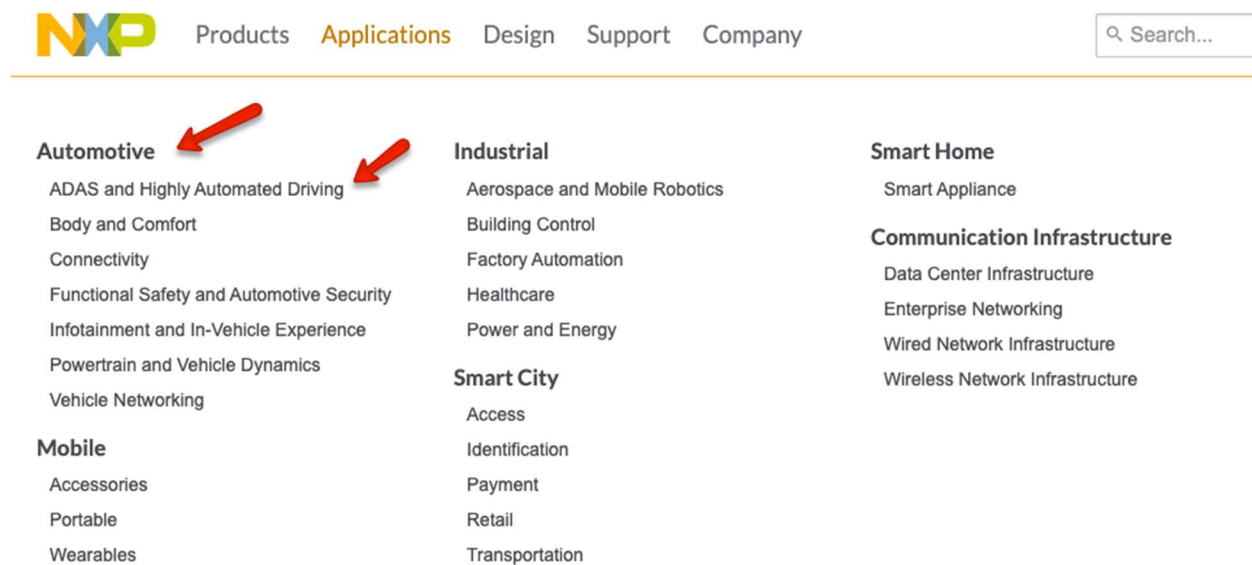 NXP Products Applications Design Support Company Search...
Automotive
ADAS and Highly Automated Driving
Body and Comfort
Connectivity
Functional Safety and Automotive Security
Infotainment and In-Vehicle Experience
Powertrain and Vehicle Dynamics
Vehicle Networking
Mobile
Accessories
Portable
Wearables
Industrial
Aerospace and Mobile Robotics
Building Control
Factory Automation
Healthcare
Power and Energy
Smart City
Access
Identification
Payment
Retail
Transportation
Smart Home
Smart Appliance
Communication Infrastructure
Data Center Infrastructure
Enterprise Networking
Wired Network Infrastructure
Wireless Network Infrastructure